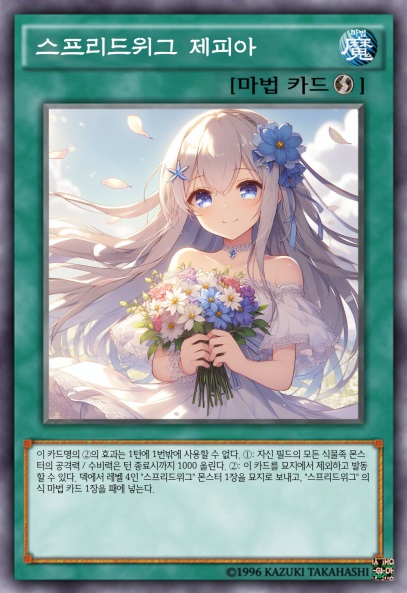 스프리드위그 제피아
마법
魔
[마법 카드]
이 카드명의 ②의 효과는 1턴에 1번밖에 사용할 수 없다. ①: 자신 필드의 모든 식물족 몬스
터의 공격력 / 수비력은 턴 종료시까지 1000 올린다. ②: 이 카드를 묘지에서 제외하고 발동
할 수 있다. 덱에서 레벨 4인 "스프리드위그" 몬스터 1장을 묘지로 보내고, "스프리드위그" 의
식 마법 카드 1장을 패에 넣는다.
©1996 KAZUKI TAKAHASHI